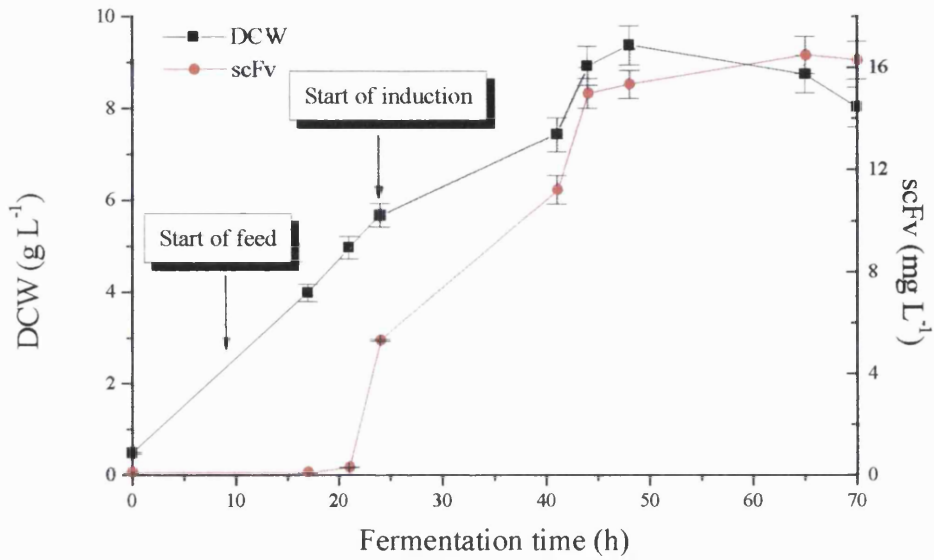 10
8
6
4
2
0
DCW (g L-1)
DCW
scFv
Start of induction
Start of feed
16
12
8
4
0
scFv (mg L-1)
0
10
20
30
40
50
60
70
Fermentation time (h)